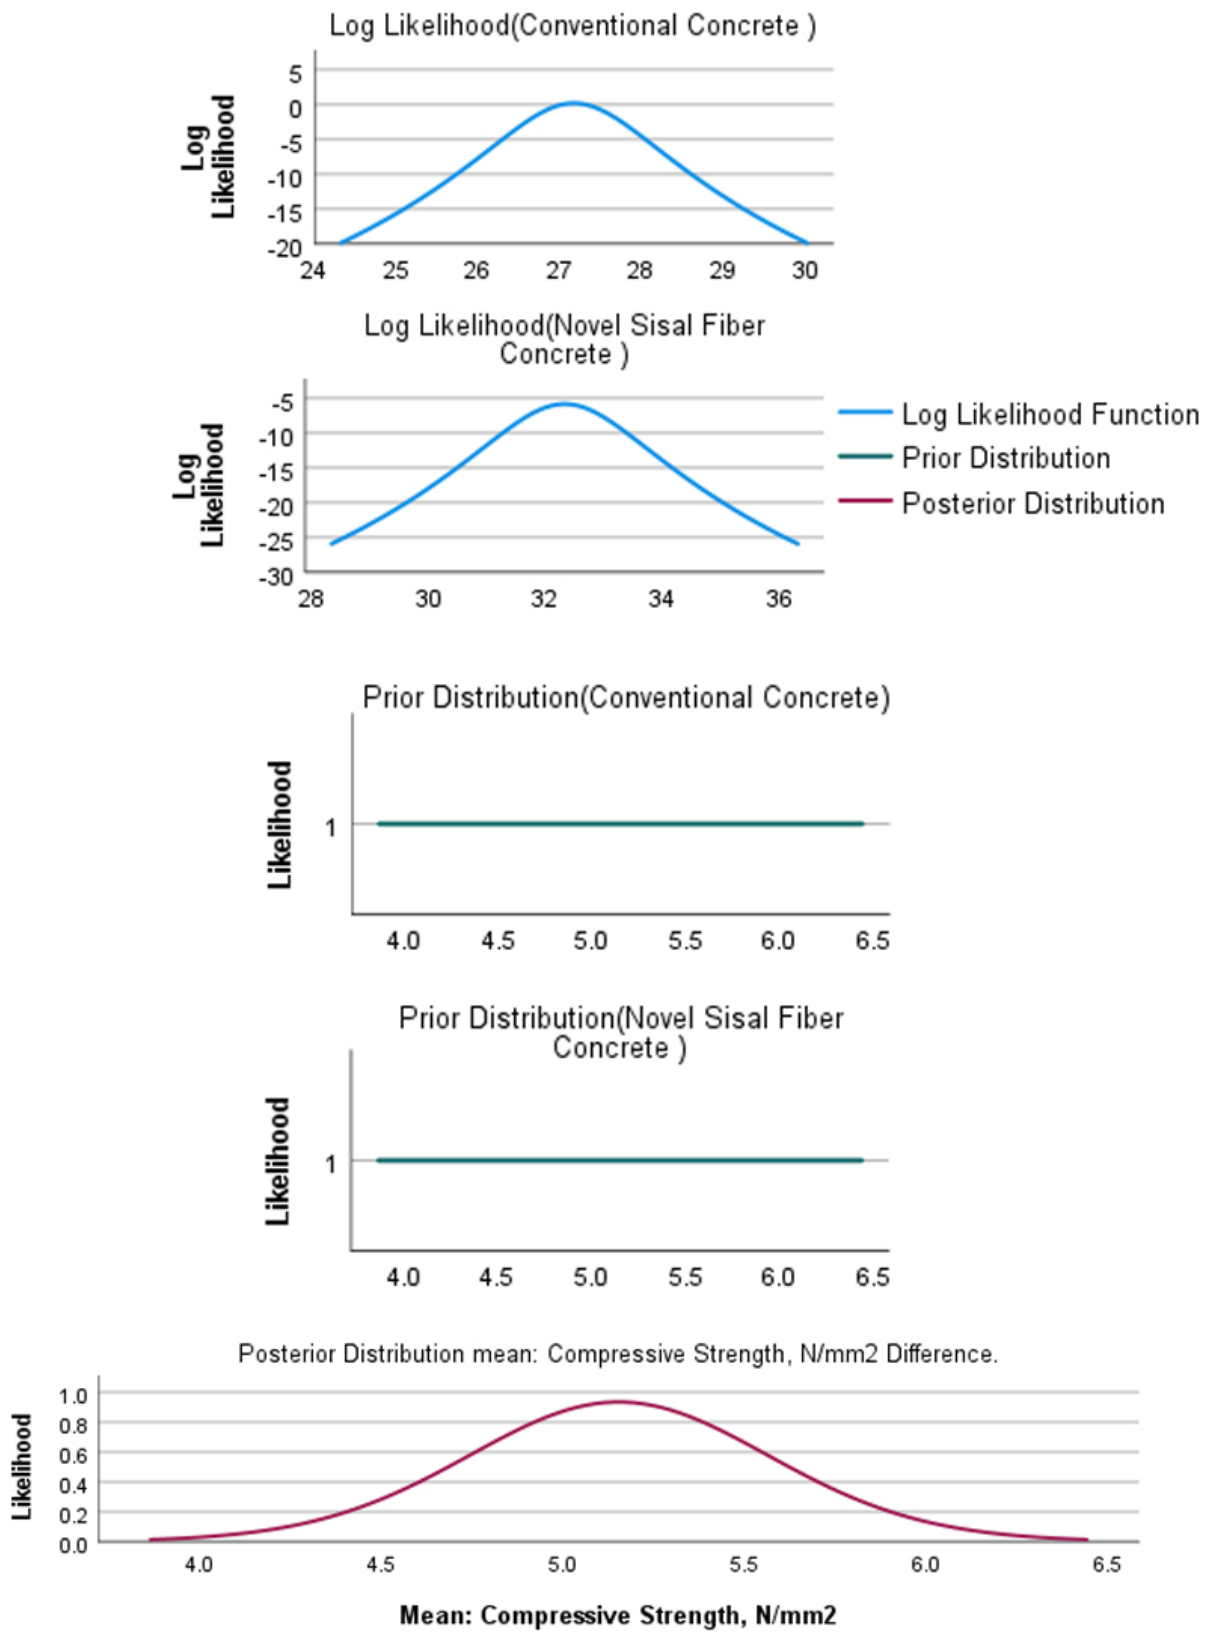 Log Likelihood(Conventional Concrete )
Log
Likelihood
5
0
-5
-10
-15
-20
24 25 26 27 28 29 30
Log Likelihood(Novel Sisal Fiber
Concrete )
Log
Likelihood
-5
-10
-15
-20
-25
-30
28 30 32 34 36
Log Likelihood Function
Prior Distribution
Posterior Distribution
Prior Distribution(Conventional Concrete)
Likelihood
1
4.0 4.5 5.0 5.5 6.0 6.5
Prior Distribution(Novel Sisal Fiber
Concrete )
Likelihood
1
4.0 4.5 5.0 5.5 6.0 6.5
Posterior Distribution mean: Compressive Strength, N/mm2 Difference.
Likelihood
1.0
0.8
0.6
0.4
0.2
0.0
4.0 4.5 5.0 5.5 6.0 6.5
Mean: Compressive Strength, N/mm2